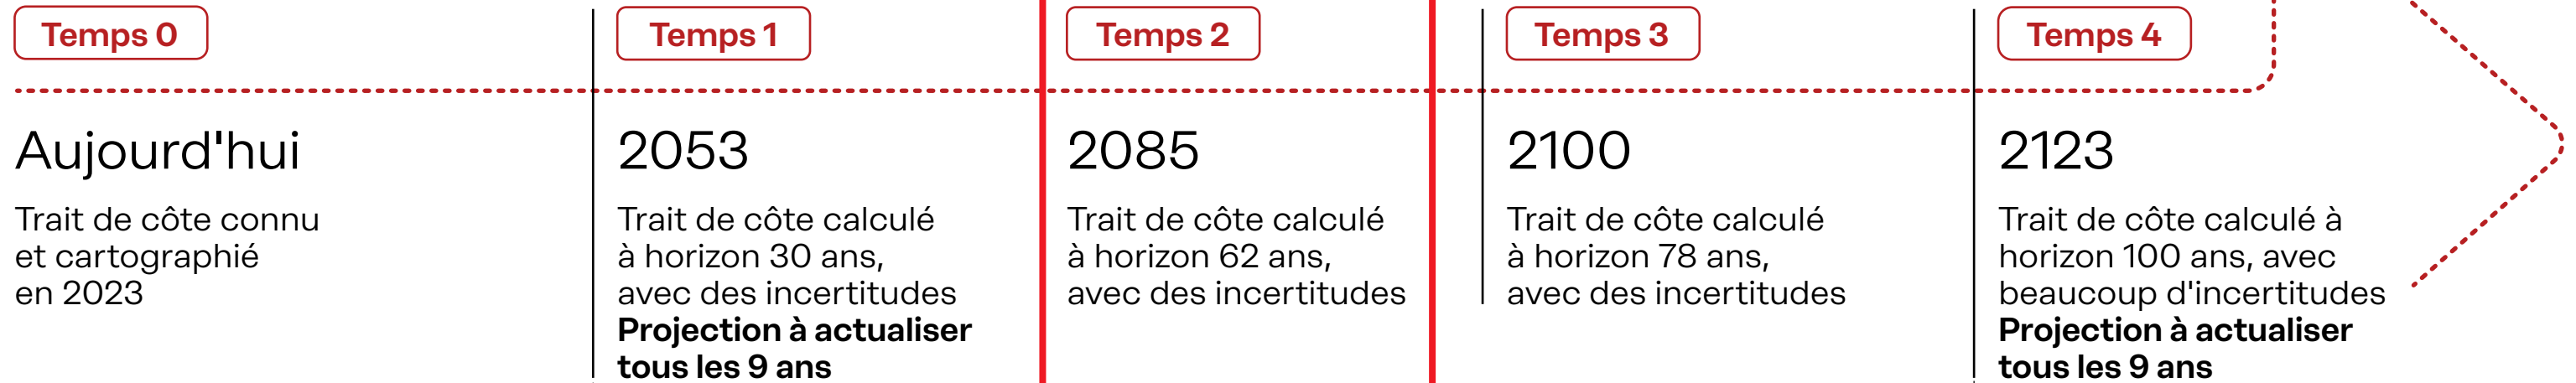 Temps 0
Aujourd'hui
Trait de côte connu
et cartographié
en 2023
Temps 1
2053
Trait de côte calculé
à horizon 30 ans,
avec des incertitudes
Projection à actualiser
tous les 9 ans
Temps 2
2085
Trait de côte calculé
à horizon 62 ans,
avec des incertitudes
Temps 3
2100
Trait de côte calculé
à horizon 78 ans,
avec des incertitudes
Temps 4
2123
Trait de côte calculé à
horizon 100 ans, avec
beaucoup d'incertitudes
Projection à actualiser
tous les 9 ans